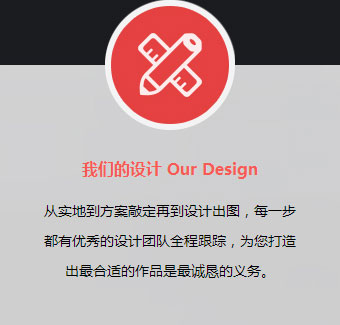 我们的设计 Our Design
从实地到方案敲定再到设计出图，每一步
都有优秀的设计团队全程跟踪，为您打造
出最合适的作品是最诚恳的义务。